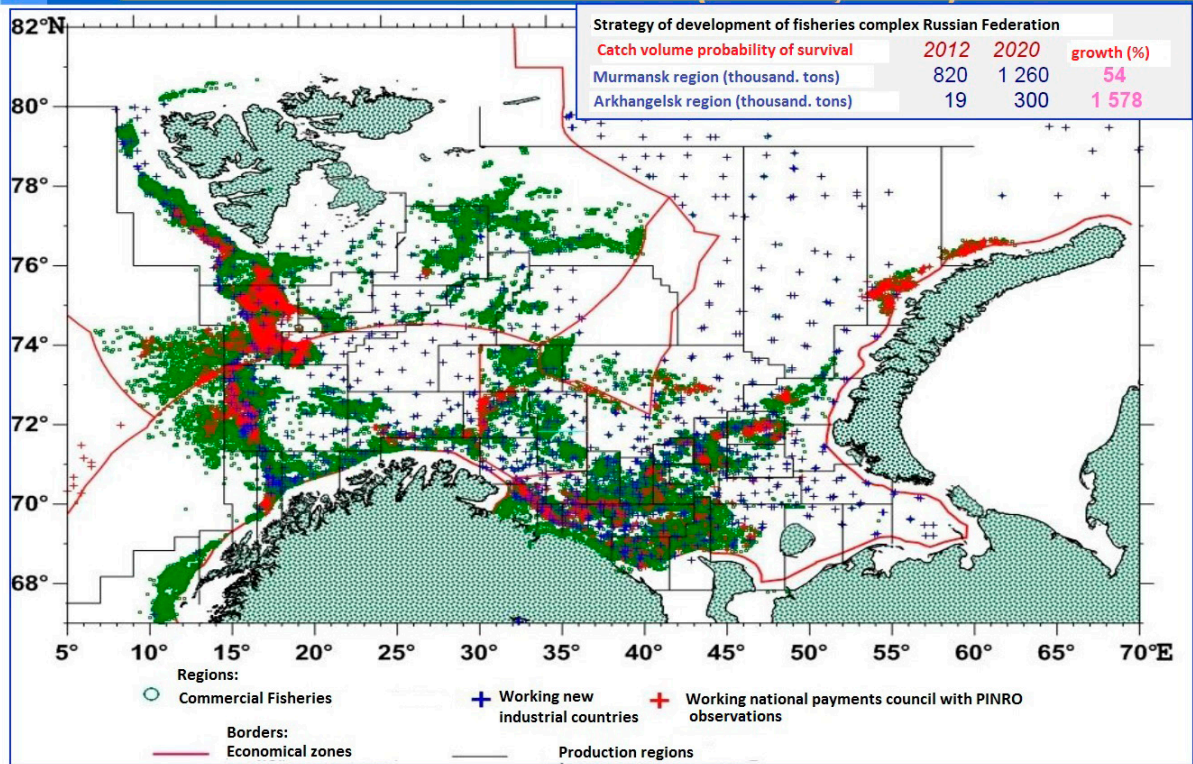 Strategy of development of fisheries complex Russian Federation
Catch volume probability of survival 2012 2020 growth (%)
Murmansk region (thousand. tons) 820 1 260 54
Arkhangelsk region (thousand. tons) 19 300 1 578
82°N
80°
78°
76°
74°
72°
70°
68°
5° 10° 15° 20° 25° 30° 35° 40° 45° 50° 55° 60° 65° 70°E
Regions:
Commercial Fisheries
Working new
industrial countries
Working national payments council with PINRO
observations
Borders:
Economical zones
Production regions